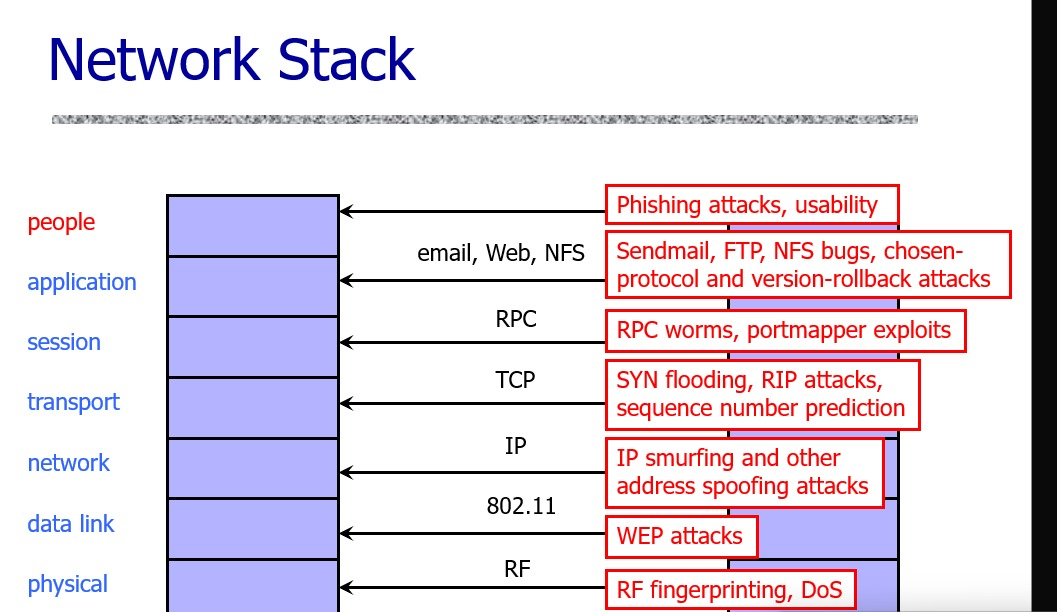 Network Stack
people
Phishing attacks, usability
email, Web, NFS
Sendmail, FTP, NFS bugs, chosen-
protocol and version-rollback attacks
application
RPC
RPC worms, portmapper exploits
session
TCP
SYN flooding, RIP attacks,
sequence number prediction
transport
IP
IP smurfing and other
address spoofing attacks
network
802.11
WEP attacks
data link
RF
RF fingerprinting, DoS
physical